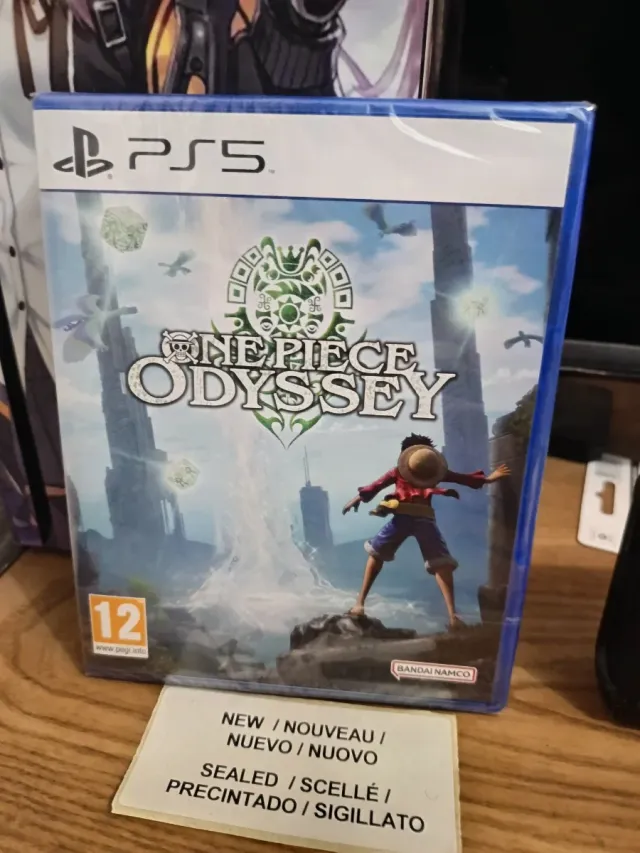 PS5
ONE PIECE
ODYSSEY
12
www.pegi.info
BANDAI NAMCO
NEW / NOUVEAU /
NUEVO / NUOVO
SEALED / SCELLÉ /
PRECINTADO / SIGILLATO